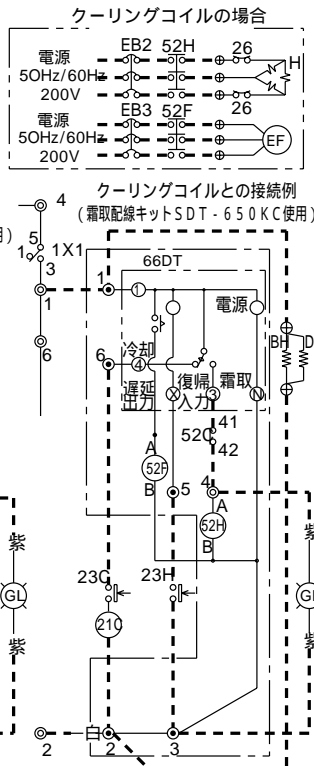 クーリングコイルの場合
電源 EB2 52H 26 H
50Hz/60Hz
200V 26
電源 EB3 52F
50Hz/60Hz EF
200V
クーリングコイルとの接続例
(霜取配線キットSDT-650KC使用)
4
用)
5
1 1X1
3
1
6
66DT
1 1 電源
BH D
6 冷却
4
遅延 復帰 霜取
出力 X 入力 3 N
41
52C
42
A
52F
B
5 4
A
52H
B
紫 紫
GL GL
紫 紫
23C 23H
21C
白
2 2 3